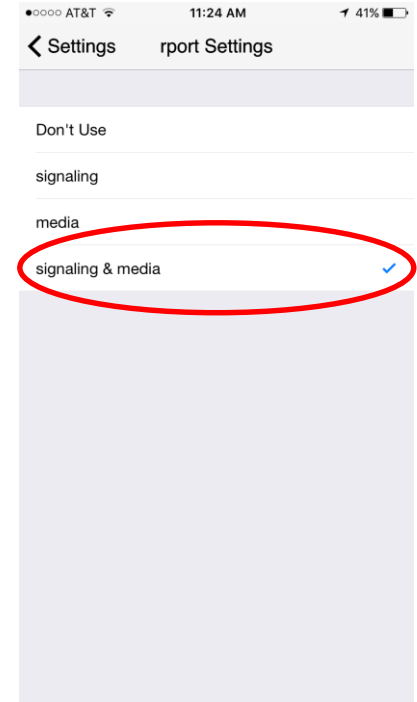 AT&T 11:24 AM 41%
Settings rport Settings
Don't Use
signaling
media
signaling & media